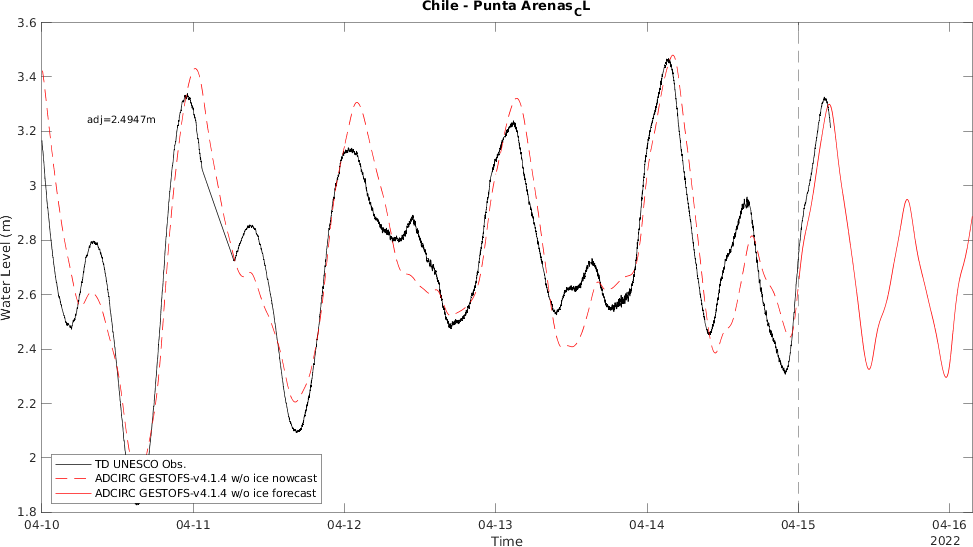 Chile - Punta Arenas_CL
3.6
3.4
adj=2.4947m
3.2
3
2.8
Water Level (m)
2.6
2.4
2.2
2
TD UNESCO Obs.
ADCIRC GESTOFS-v4.1.4 w/o ice nowcast
ADCIRC GESTOFS-v4.1.4 w/o ice forecast
1.8
04-10 04-11 04-12 04-13 04-14 04-15 04-16
Time 2022